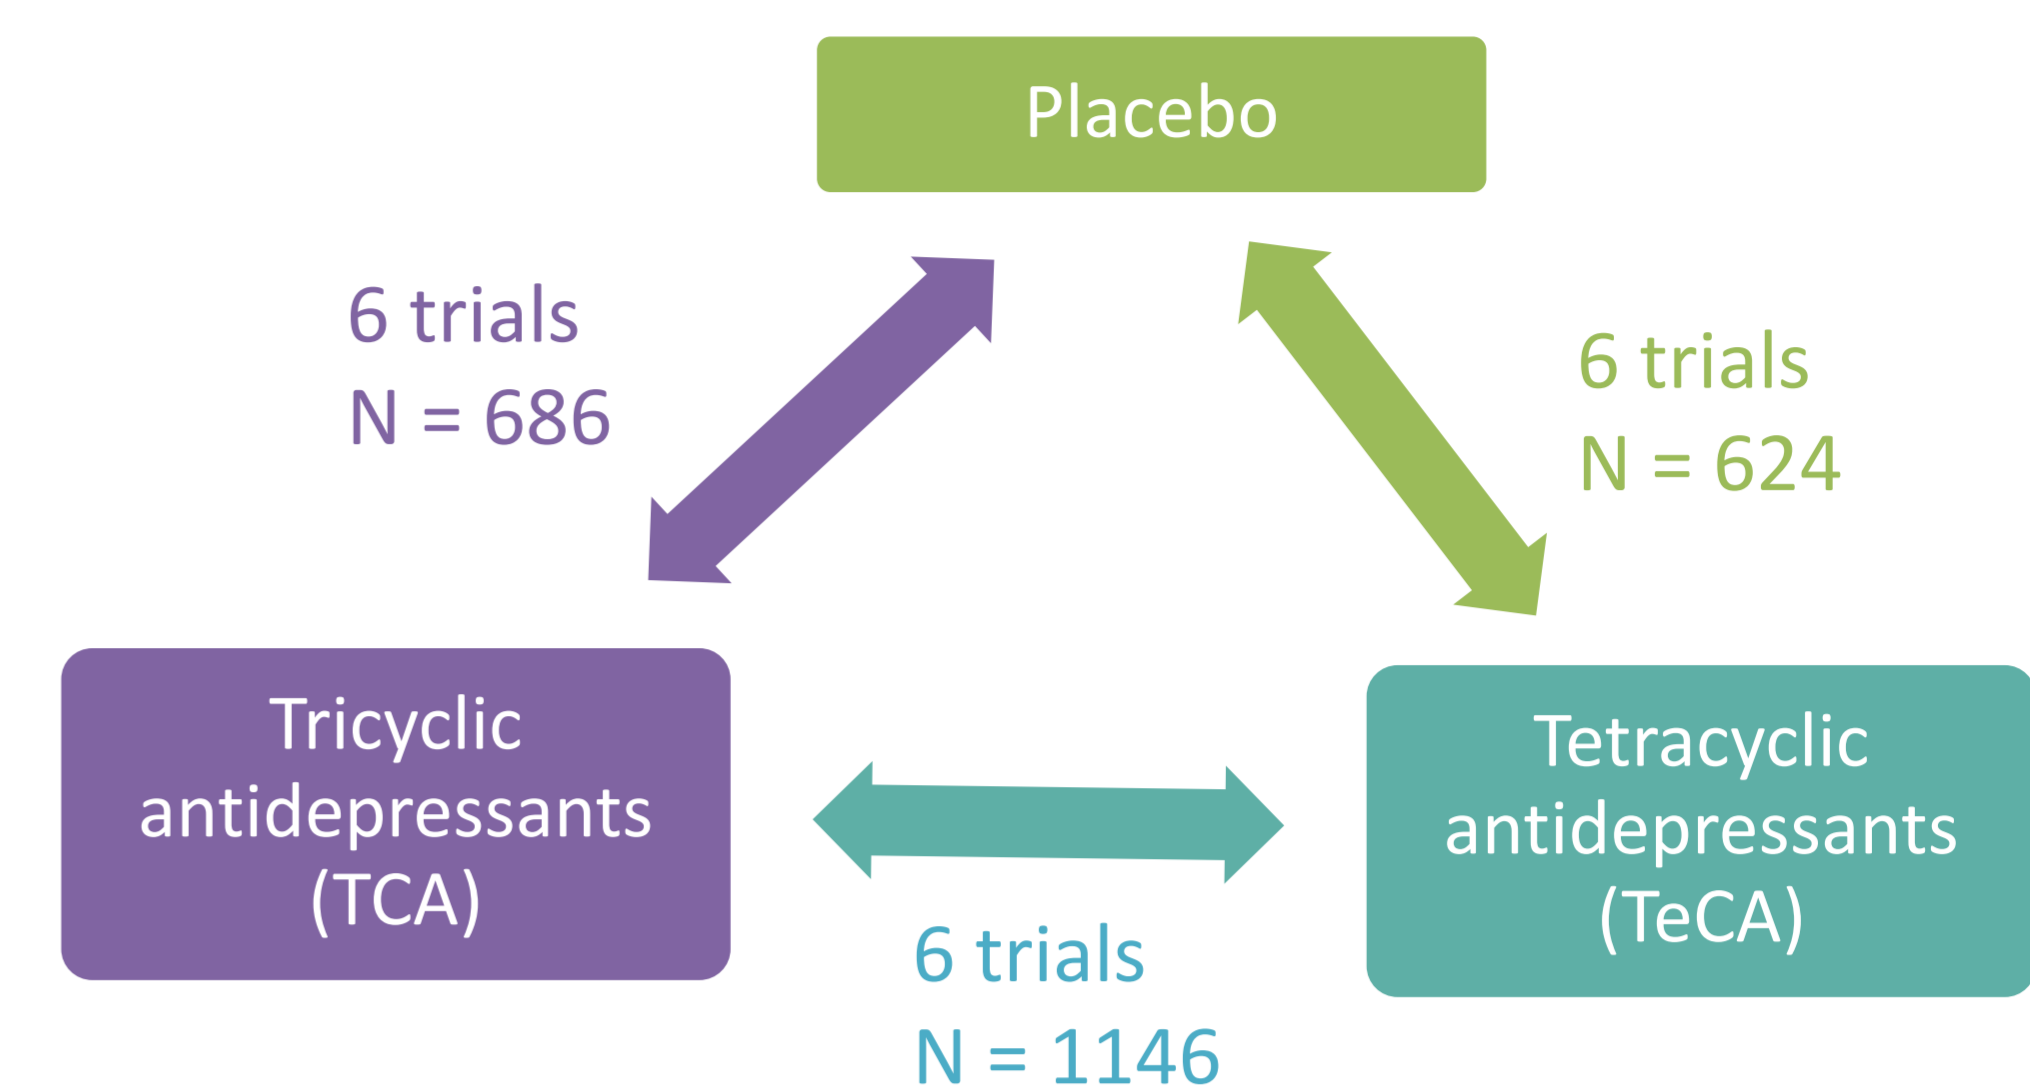 Placebo
6 trials
N = 686
6 trials
N = 624
Tricyclic
antidepressants
(TCA)
Tetracyclic
antidepressants
(TeCA)
6 trials
N = 1146